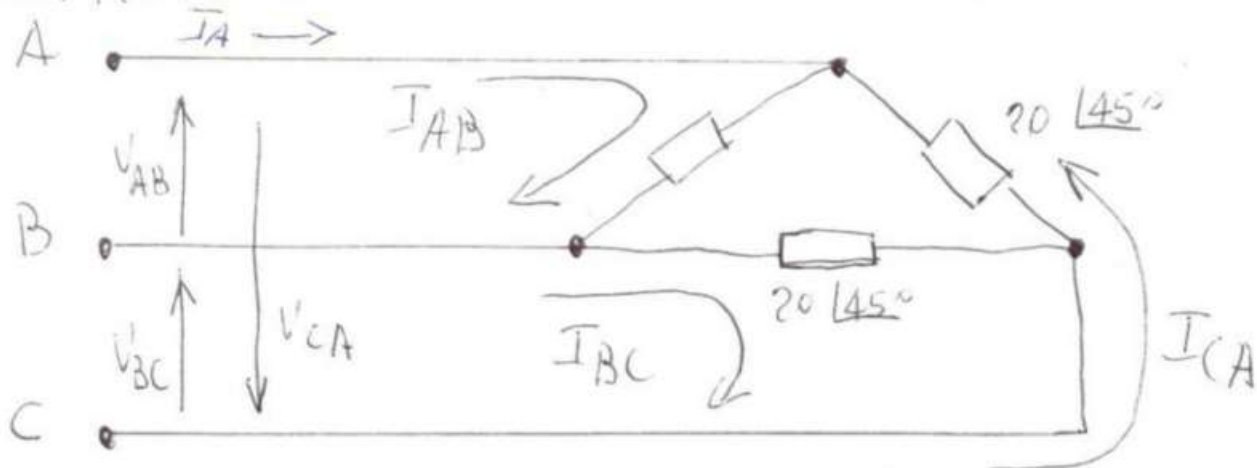 A I_A
I_AB 20 ∠45°
V_AB
B
20 ∠45°
V_BC V_CA I_BC I_CA
C